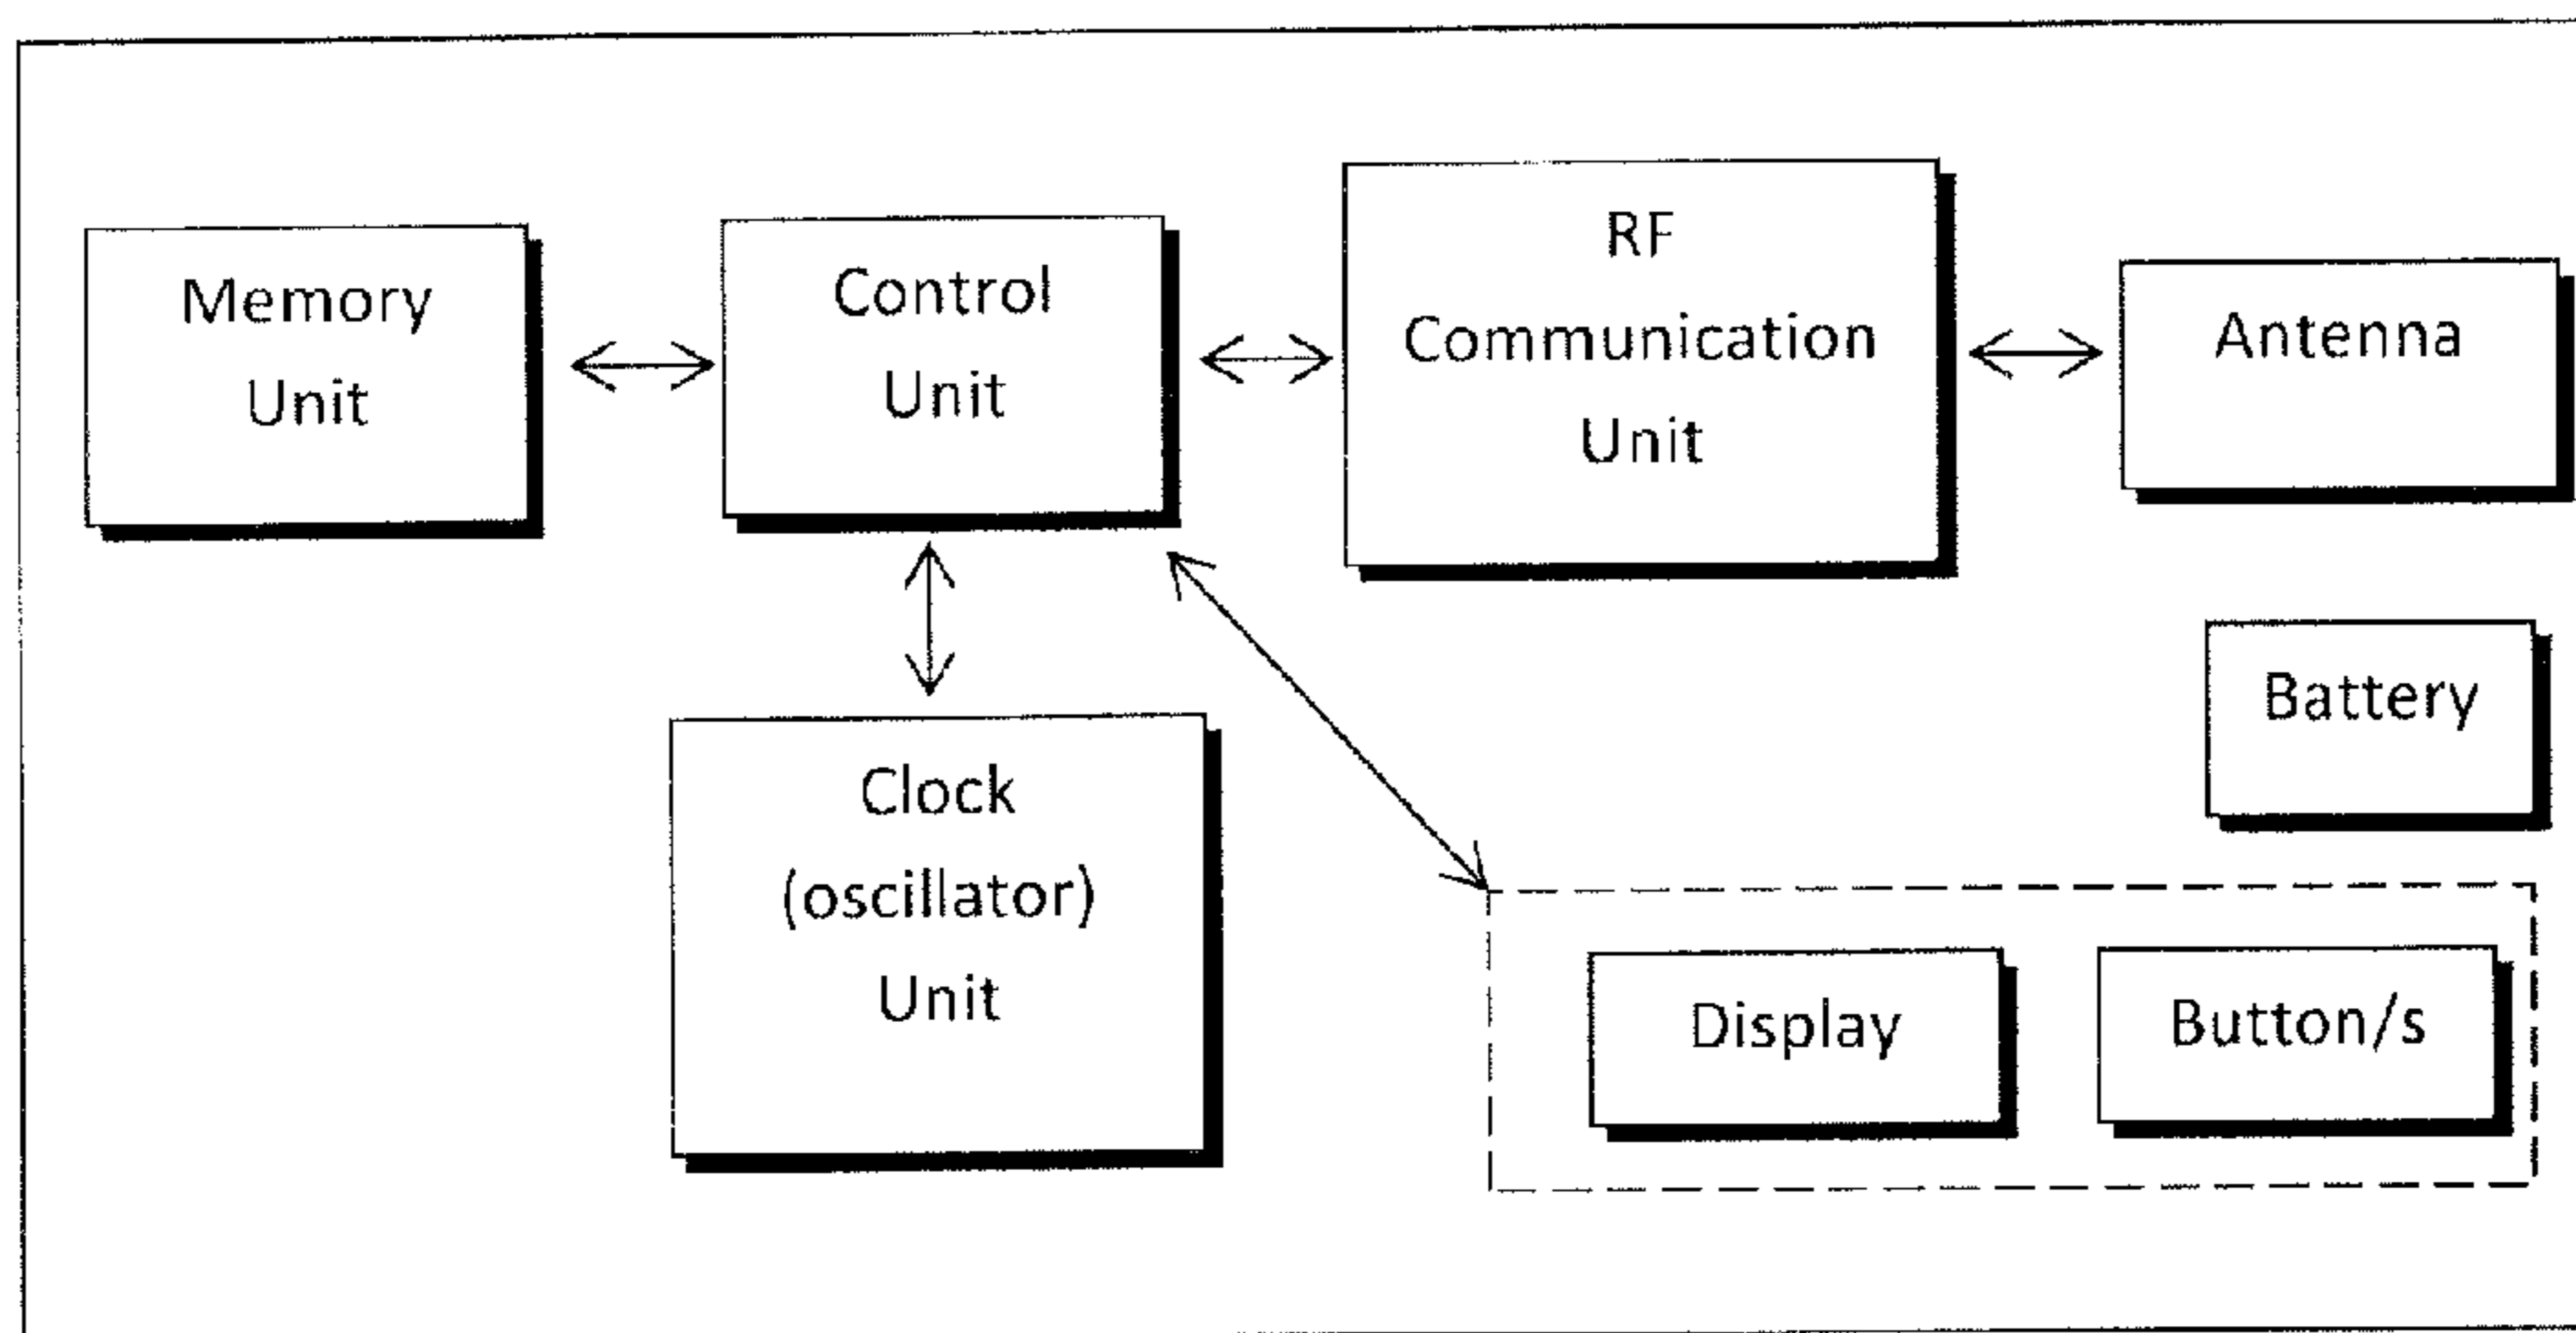 Memory
Unit
Control
Unit
RF
Communication
Unit
Antenna
Battery
Clock
(oscillator)
Unit
Display
Button/s